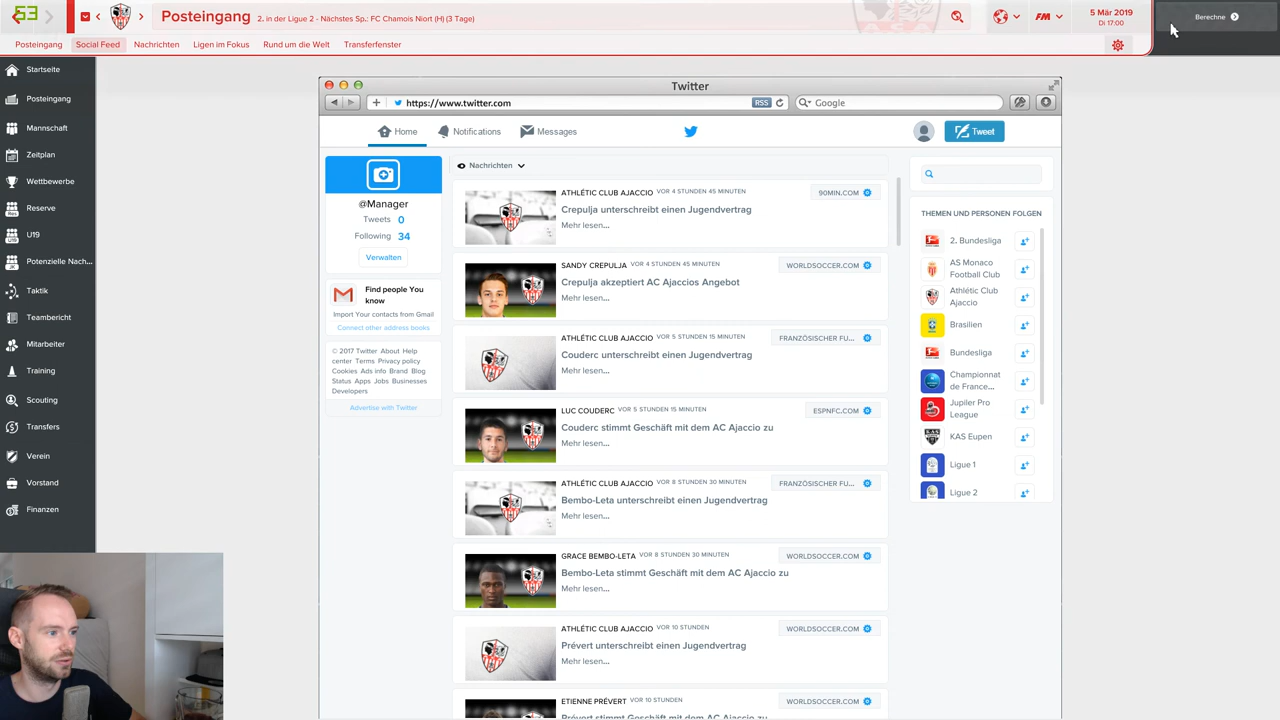 Posteingang
2. in der Ligue 2 - Nächstes Sp.: FC Chamois Niort (H) (3 Tage)
FM
5 Mär 2019
Di 17:00
Berechne
Posteingang
Social Feed
Nachrichten
Ligen im Fokus
Rund um die Welt
Transferfenster
Startseite
Posteingang
Mannschaft
Zeitplan
Wettbewerbe
Reserve
U19
Potenzielle Nach...
Taktik
Teambericht
Mitarbeiter
Training
Scouting
Transfers
Verein
Vorstand
Finanzen
Twitter
https://www.twitter.com
RSS
Google
Home
Notifications
Messages
Tweet
@Manager
Tweets 0
Following 34
Verwalten
Find people You
know
Import Your contacts from Gmail
Connect other address books
© 2017 Twitter About Help
center Terms Privacy policy
Cookies Ads info Brand Blog
Status Apps Jobs Businesses
Developers
Advertise with Twitter
Nachrichten
ATHLÉTIC CLUB AJACCIO VOR 4 STUNDEN 45 MINUTEN
90MIN.COM
Crepulja unterschreibt einen Jugendvertrag
Mehr lesen...
SANDY CREPULJA VOR 4 STUNDEN 45 MINUTEN
WORLDSOCCER.COM
Crepulja akzeptiert AC Ajaccios Angebot
Mehr lesen...
ATHLÉTIC CLUB AJACCIO VOR 5 STUNDEN 15 MINUTEN
FRANZÖSISCHER FU...
Couderc unterschreibt einen Jugendvertrag
Mehr lesen...
LUC COUDERC VOR 5 STUNDEN 15 MINUTEN
ESPNFC.COM
Couderc stimmt Geschäft mit dem AC Ajaccio zu
Mehr lesen...
ATHLÉTIC CLUB AJACCIO VOR 8 STUNDEN 30 MINUTEN
FRANZÖSISCHER FU...
Bembo-Leta unterschreibt einen Jugendvertrag
Mehr lesen...
GRACE BEMBO-LETA VOR 8 STUNDEN 30 MINUTEN
WORLDSOCCER.COM
Bembo-Leta stimmt Geschäft mit dem AC Ajaccio zu
Mehr lesen...
ATHLÉTIC CLUB AJACCIO VOR 10 STUNDEN
WORLDSOCCER.COM
Prévert unterschreibt einen Jugendvertrag
Mehr lesen...
ETIENNE PRÉVERT VOR 10 STUNDEN
WORLDSOCCER.COM
Prévert stimmt Geschäft mit dem AC Ajaccio zu
THEMEN UND PERSONEN FOLGEN
2. Bundesliga
AS Monaco
Football Club
Athlétic Club
Ajaccio
Brasilien
Bundesliga
Championnat
de France...
Jupiler Pro
League
KAS Eupen
Ligue 1
Ligue 2